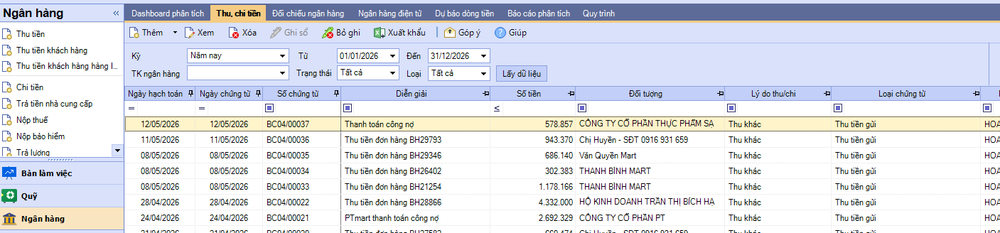 Ngân hàng
Thu tiền
Thu tiền khách hàng
Thu tiền khách hàng hàng l...
Chi tiền
Trả tiền nhà cung cấp
Nộp thuế
Nộp bảo hiểm
Trả lương
Bàn làm việc
Quỹ
Ngân hàng
Dashboard phân tích Thu, chi tiền Đối chiếu ngân hàng Ngân hàng điện tử Dự báo dòng tiền Báo cáo phân tích Quy trình
Thêm Xem Xóa Ghi sổ Bỏ ghi Xuất khẩu Góp ý Giúp
Kỳ Năm nay Từ 01/01/2026 Đến 31/12/2026
TK ngân hàng Trạng thái Tất cả Loại Tất cả Lấy dữ liệu
Ngày hạch toán Ngày chứng từ Số chứng từ Diễn giải Số tiền Đối tượng Lý do thu/chi Loại chứng từ
= = ≤
12/05/2026 12/05/2026 BC04/00037 Thanh toán công nợ 578.857 CÔNG TY CỔ PHẦN THỰC PHẨM SA Thu khác Thu tiền gửi HOA
11/05/2026 11/05/2026 BC04/00036 Thu tiền đơn hàng BH29793 943.370 Chị Huyền - SĐT 0916 931 659 Thu khác Thu tiền gửi HOA
08/05/2026 08/05/2026 BC04/00035 Thu tiền đơn hàng BH29346 686.140 Văn Quyền Mart Thu khác Thu tiền gửi HOA
08/05/2026 08/05/2026 BC04/00034 Thu tiền đơn hàng BH26402 302.383 THANH BÌNH MART Thu khác Thu tiền gửi HOA
08/05/2026 08/05/2026 BC04/00033 Thu tiền đơn hàng BH21254 1.178.166 THANH BÌNH MART Thu khác Thu tiền gửi HOA
28/04/2026 28/04/2026 BC04/00022 Thu tiền đơn hàng BH28866 4.332.000 HỘ KINH DOANH TRẦN THỊ BÍCH HẠ Thu khác Thu tiền gửi HOA
24/04/2026 24/04/2026 BC04/00021 PTmart thanh toán công nợ 2.692.329 CÔNG TY CỔ PHẦN PT Thu khác Thu tiền gửi HOA